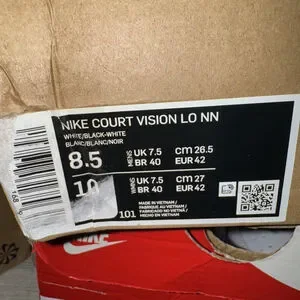 NIKE COURT VISION LO NN
WHITE/BLACK-WHITE
BLANC/BLANC/NOIR
8.5 MENS UK 7.5 CM 26.5
BR 40 EUR 42
10 WMNS UK 7.5 CM 27
BR 40 EUR 42
101
MADE IN VIETNAM /
FABRIQUE AU VIETNAM /
FABRICADO NO VIETNÃ /
HECHO EN VIETNAM
NIKE